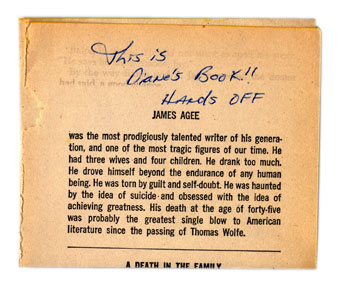 This is
Diane's Book!!
Hands OFF
JAMES AGEE
was the most prodigiously talented writer of his genera-
tion, and one of the most tragic figures of our time. He
had three wives and four children. He drank too much.
He drove himself beyond the endurance of any human
being. He was torn by guilt and self-doubt. He was haunted
by the idea of suicide and obsessed with the idea of
achieving greatness. His death at the age of forty-five
was probably the greatest single blow to American
literature since the passing of Thomas Wolfe.
A DEATH IN THE FAMILY